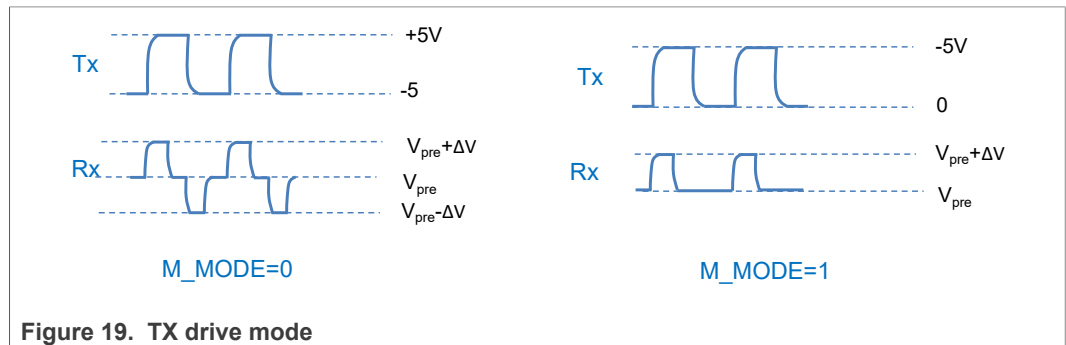 Tx
+5V
-5
Rx
Vpre+ΔV
Vpre
Vpre-ΔV
M_MODE=0
Tx
-5V
0
Rx
Vpre+ΔV
Vpre
M_MODE=1
Figure 19. TX drive mode